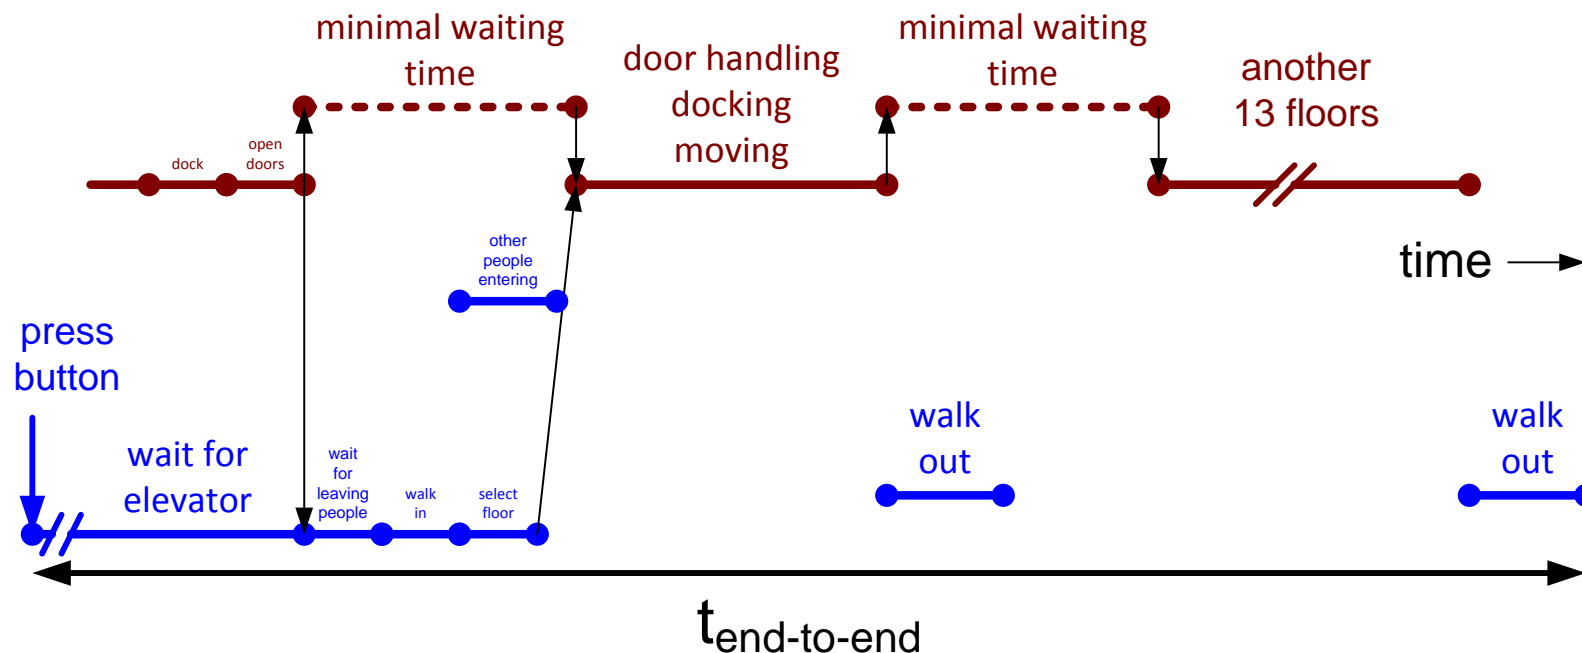 minimal waiting
time
door handling
docking
moving
minimal waiting
time
another
13 floors
dock
open
doors
other
people
entering
time
press
button
wait for
elevator
wait
for
leaving
people
walk
in
select
floor
walk
out
walk
out
tend-to-end